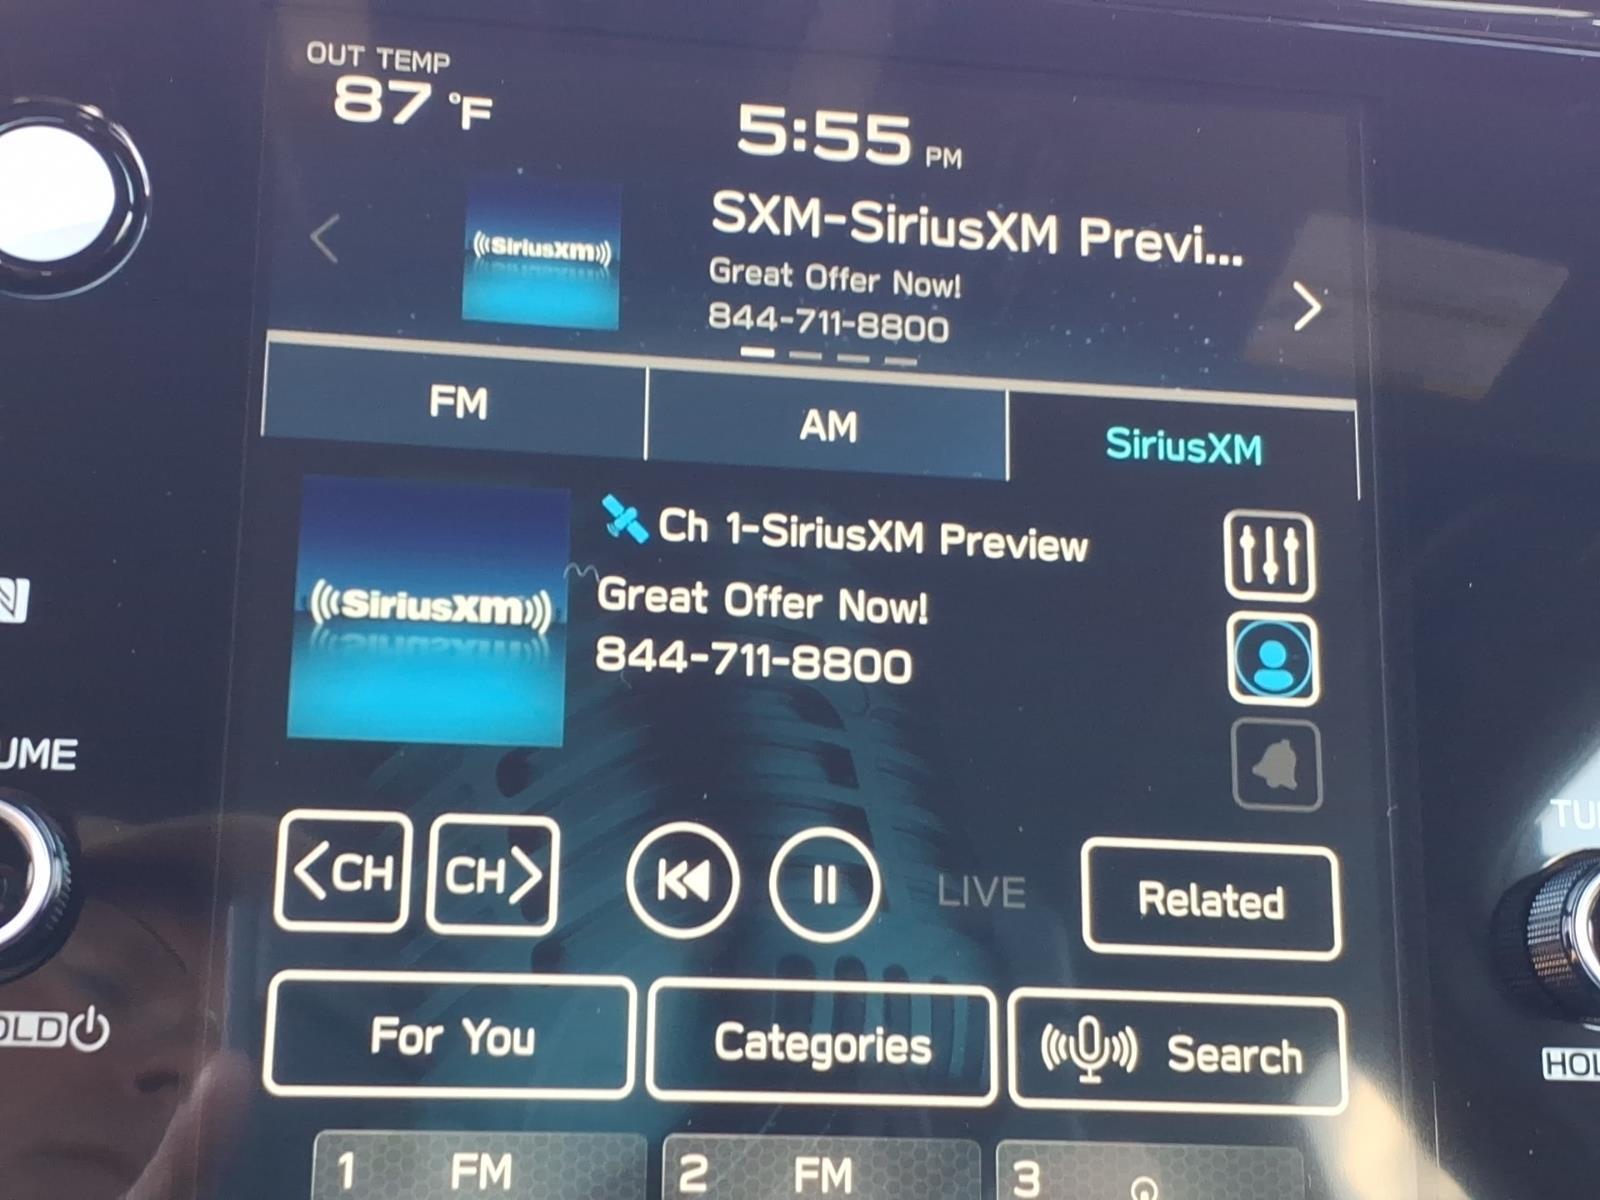 OUT TEMP
87 °F
5:55 PM
((SiriusXM))
SXM-SiriusXM Previ...
Great Offer Now!
844-711-8800
FM
AM
SiriusXM
(((SiriusXM)))
Ch 1-SiriusXM Preview
Great Offer Now!
844-711-8800
UME
<CH
CH>
LIVE
Related
TU
OLD
For You
Categories
Search
HOL
1 FM
2 FM
3